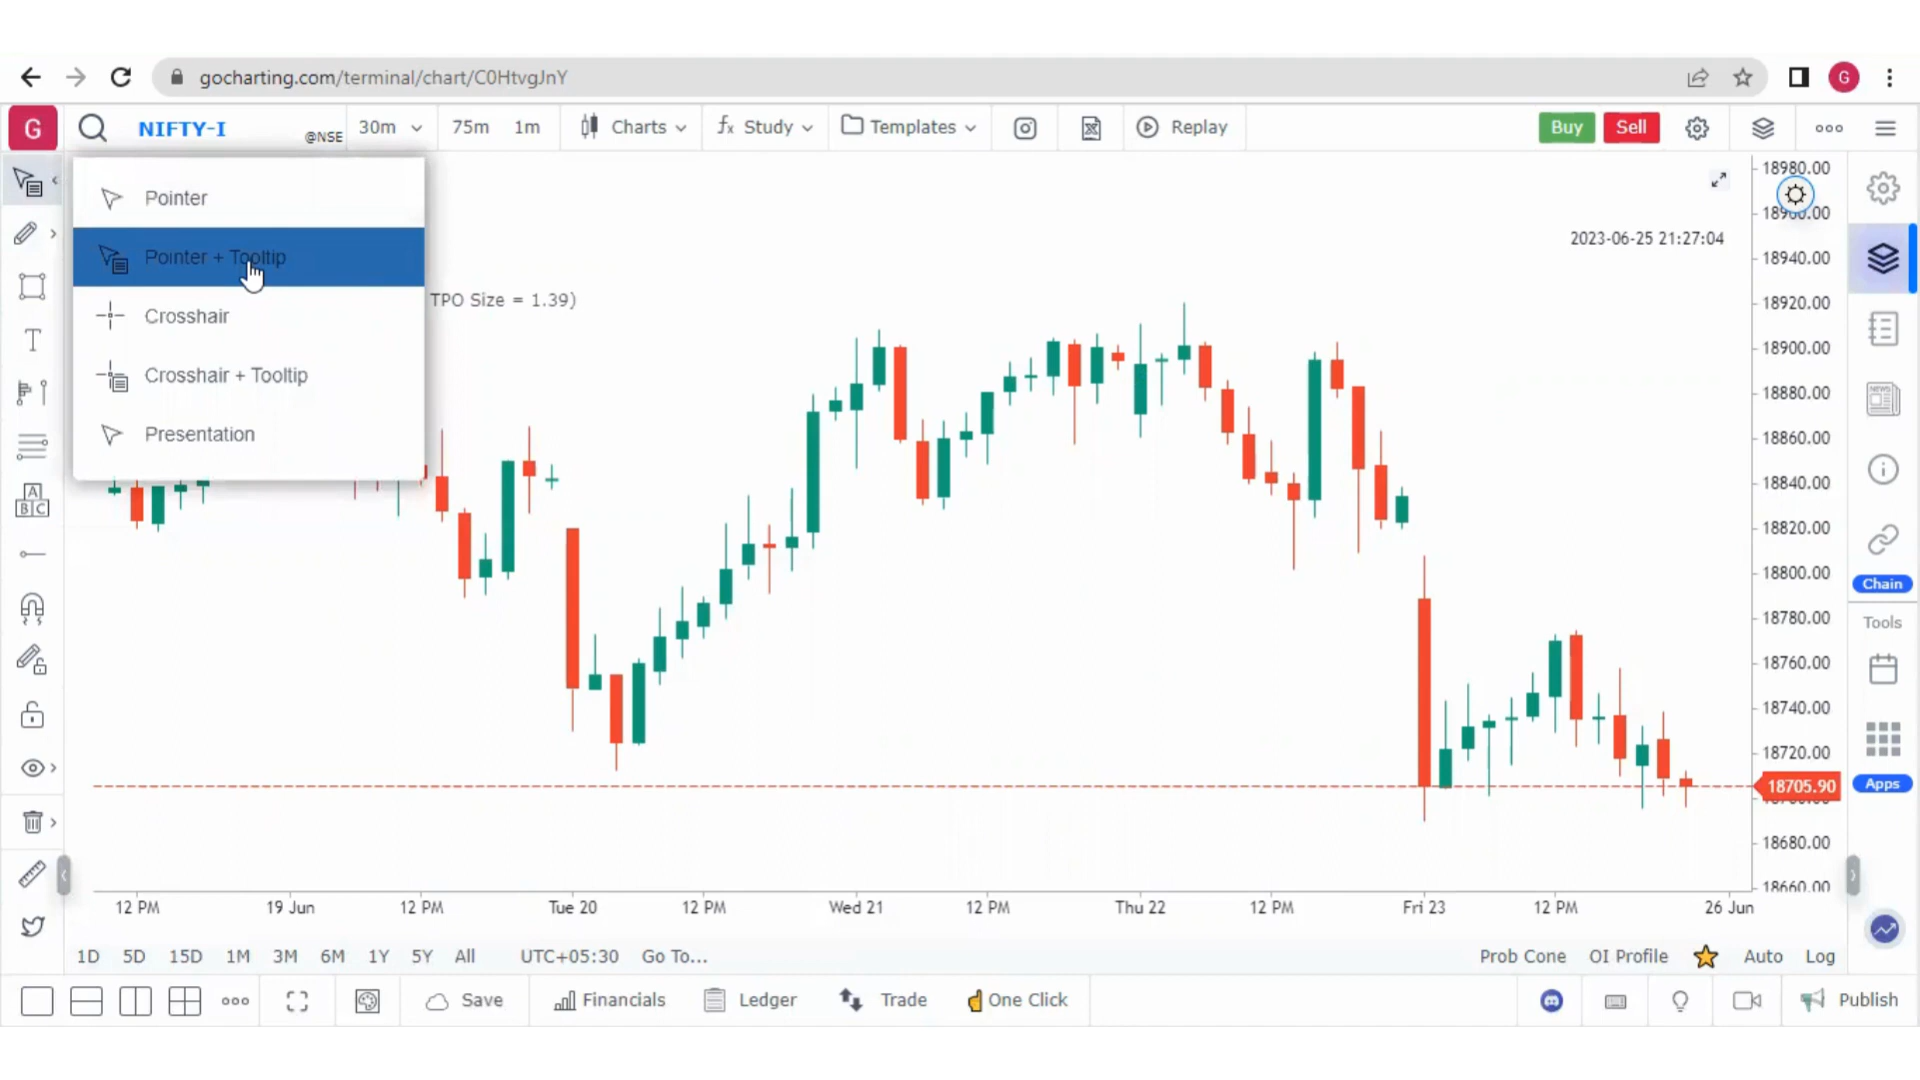 gocharting.com/terminal/chart/C0HtvgJnY
G
G
NIFTY-I
@NSE
30m
75m
1m
Charts
fx Study
Templates
Replay
Buy
Sell
Pointer
Pointer + Tooltip
Crosshair
Crosshair + Tooltip
Presentation
TPO Size = 1.39)
2023-06-25 21:27:04
18980.00
18960.00
18940.00
18920.00
18900.00
18880.00
18860.00
18840.00
18820.00
18800.00
18780.00
18760.00
18740.00
18720.00
18705.90
18680.00
18660.00
T
A
B C
NEWS
Chain
Tools
Apps
12 PM
19 Jun
12 PM
Tue 20
12 PM
Wed 21
12 PM
Thu 22
12 PM
Fri 23
12 PM
26 Jun
1D
5D
15D
1M
3M
6M
1Y
5Y
All
UTC+05:30
Go To...
Prob Cone
OI Profile
Auto
Log
Save
Financials
Ledger
Trade
One Click
Publish